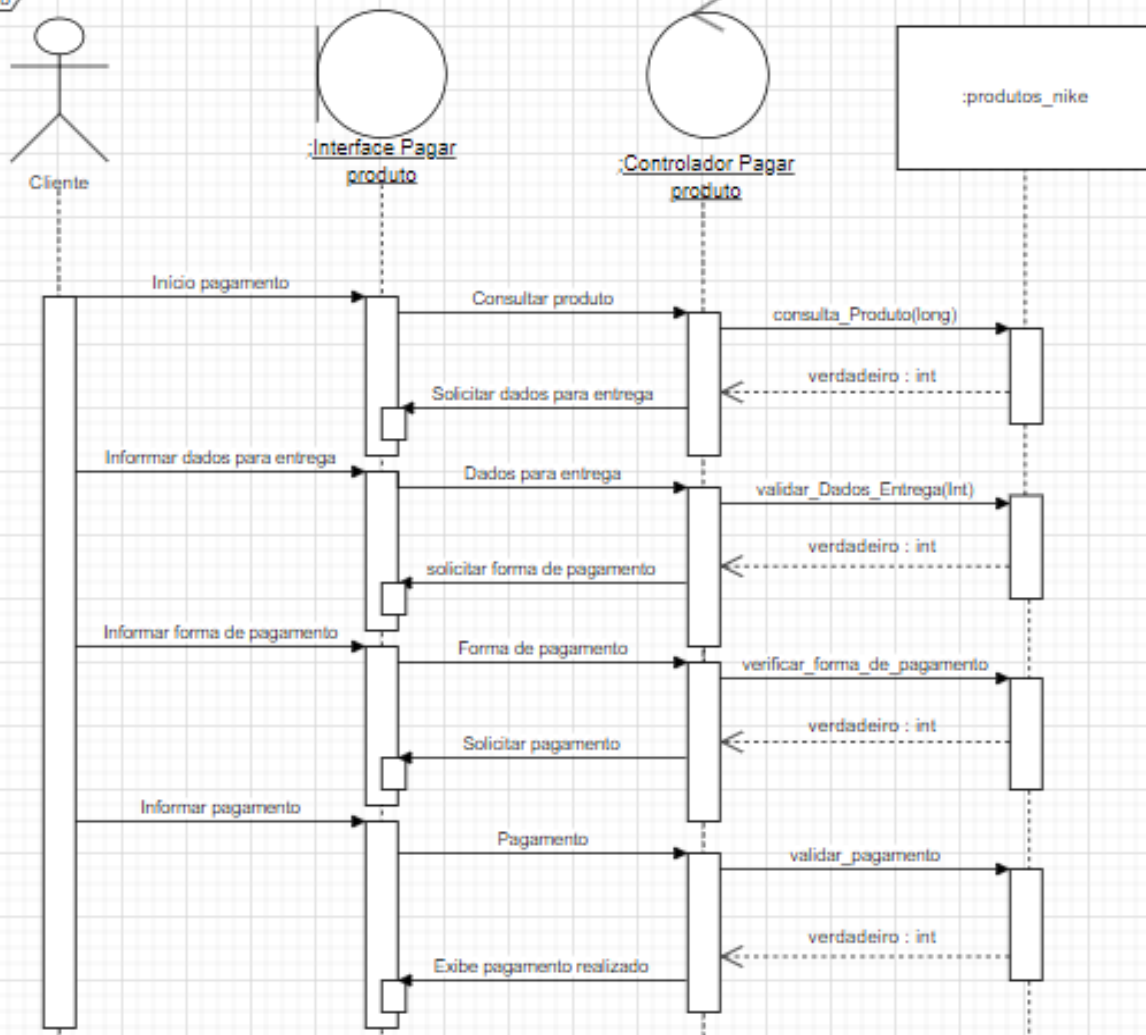 :produtos_nike
:Interface Pagar
produto
:Controlador Pagar
produto
Cliente
Início pagamento
Consultar produto
consulta_Produto(long)
verdadeiro : int
Solicitar dados para entrega
Informar dados para entrega
Dados para entrega
validar_Dados_Entrega(Int)
verdadeiro : int
solicitar forma de pagamento
Informar forma de pagamento
Forma de pagamento
verificar_forma_de_pagamento
verdadeiro : int
Solicitar pagamento
Informar pagamento
Pagamento
validar_pagamento
verdadeiro : int
Exibe pagamento realizado